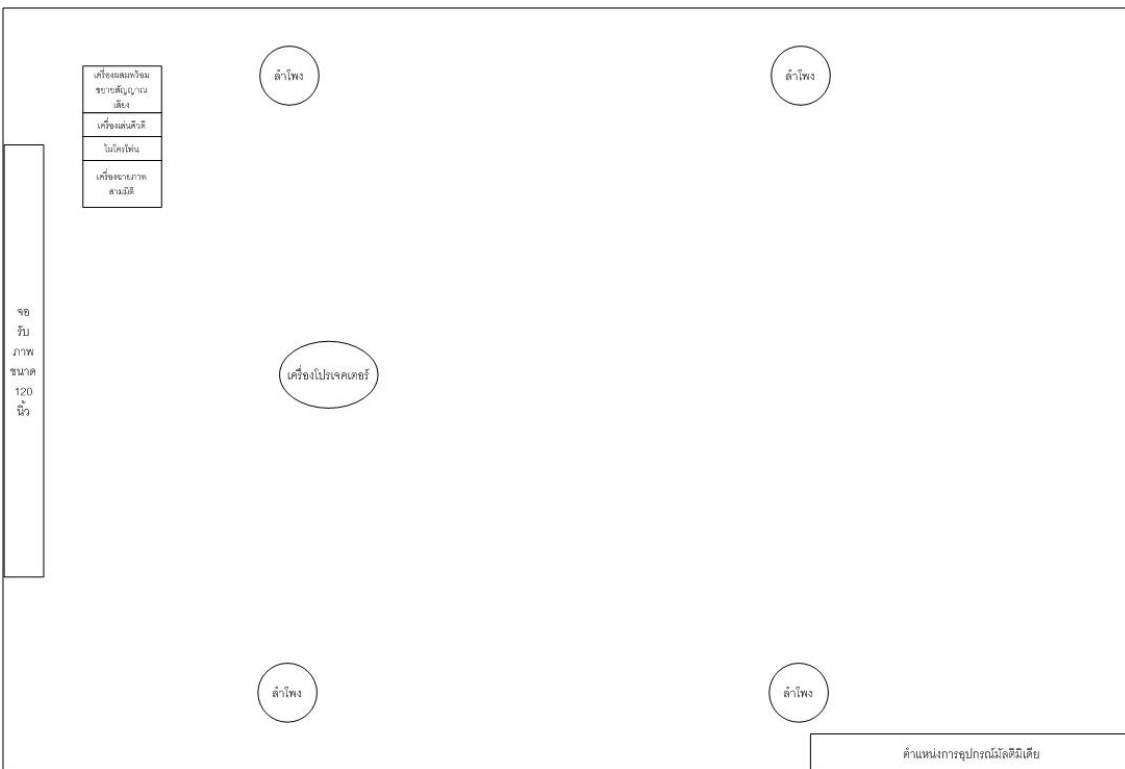 ลำโพง
ลำโพง
เครื่องผสมพร้อม
ขยายสัญญาณ
เสียง
เครื่องเล่นดีวดี
ไมโครโฟน
เครื่องฉายภาพ
สามมิติ
จอ
รับ
ภาพ
ขนาด
120
นิ้ว
เครื่องโปรเจคเตอร์
ลำโพง
ลำโพง
ตำแหน่งการอุปกรณ์มัลติมิเดีย